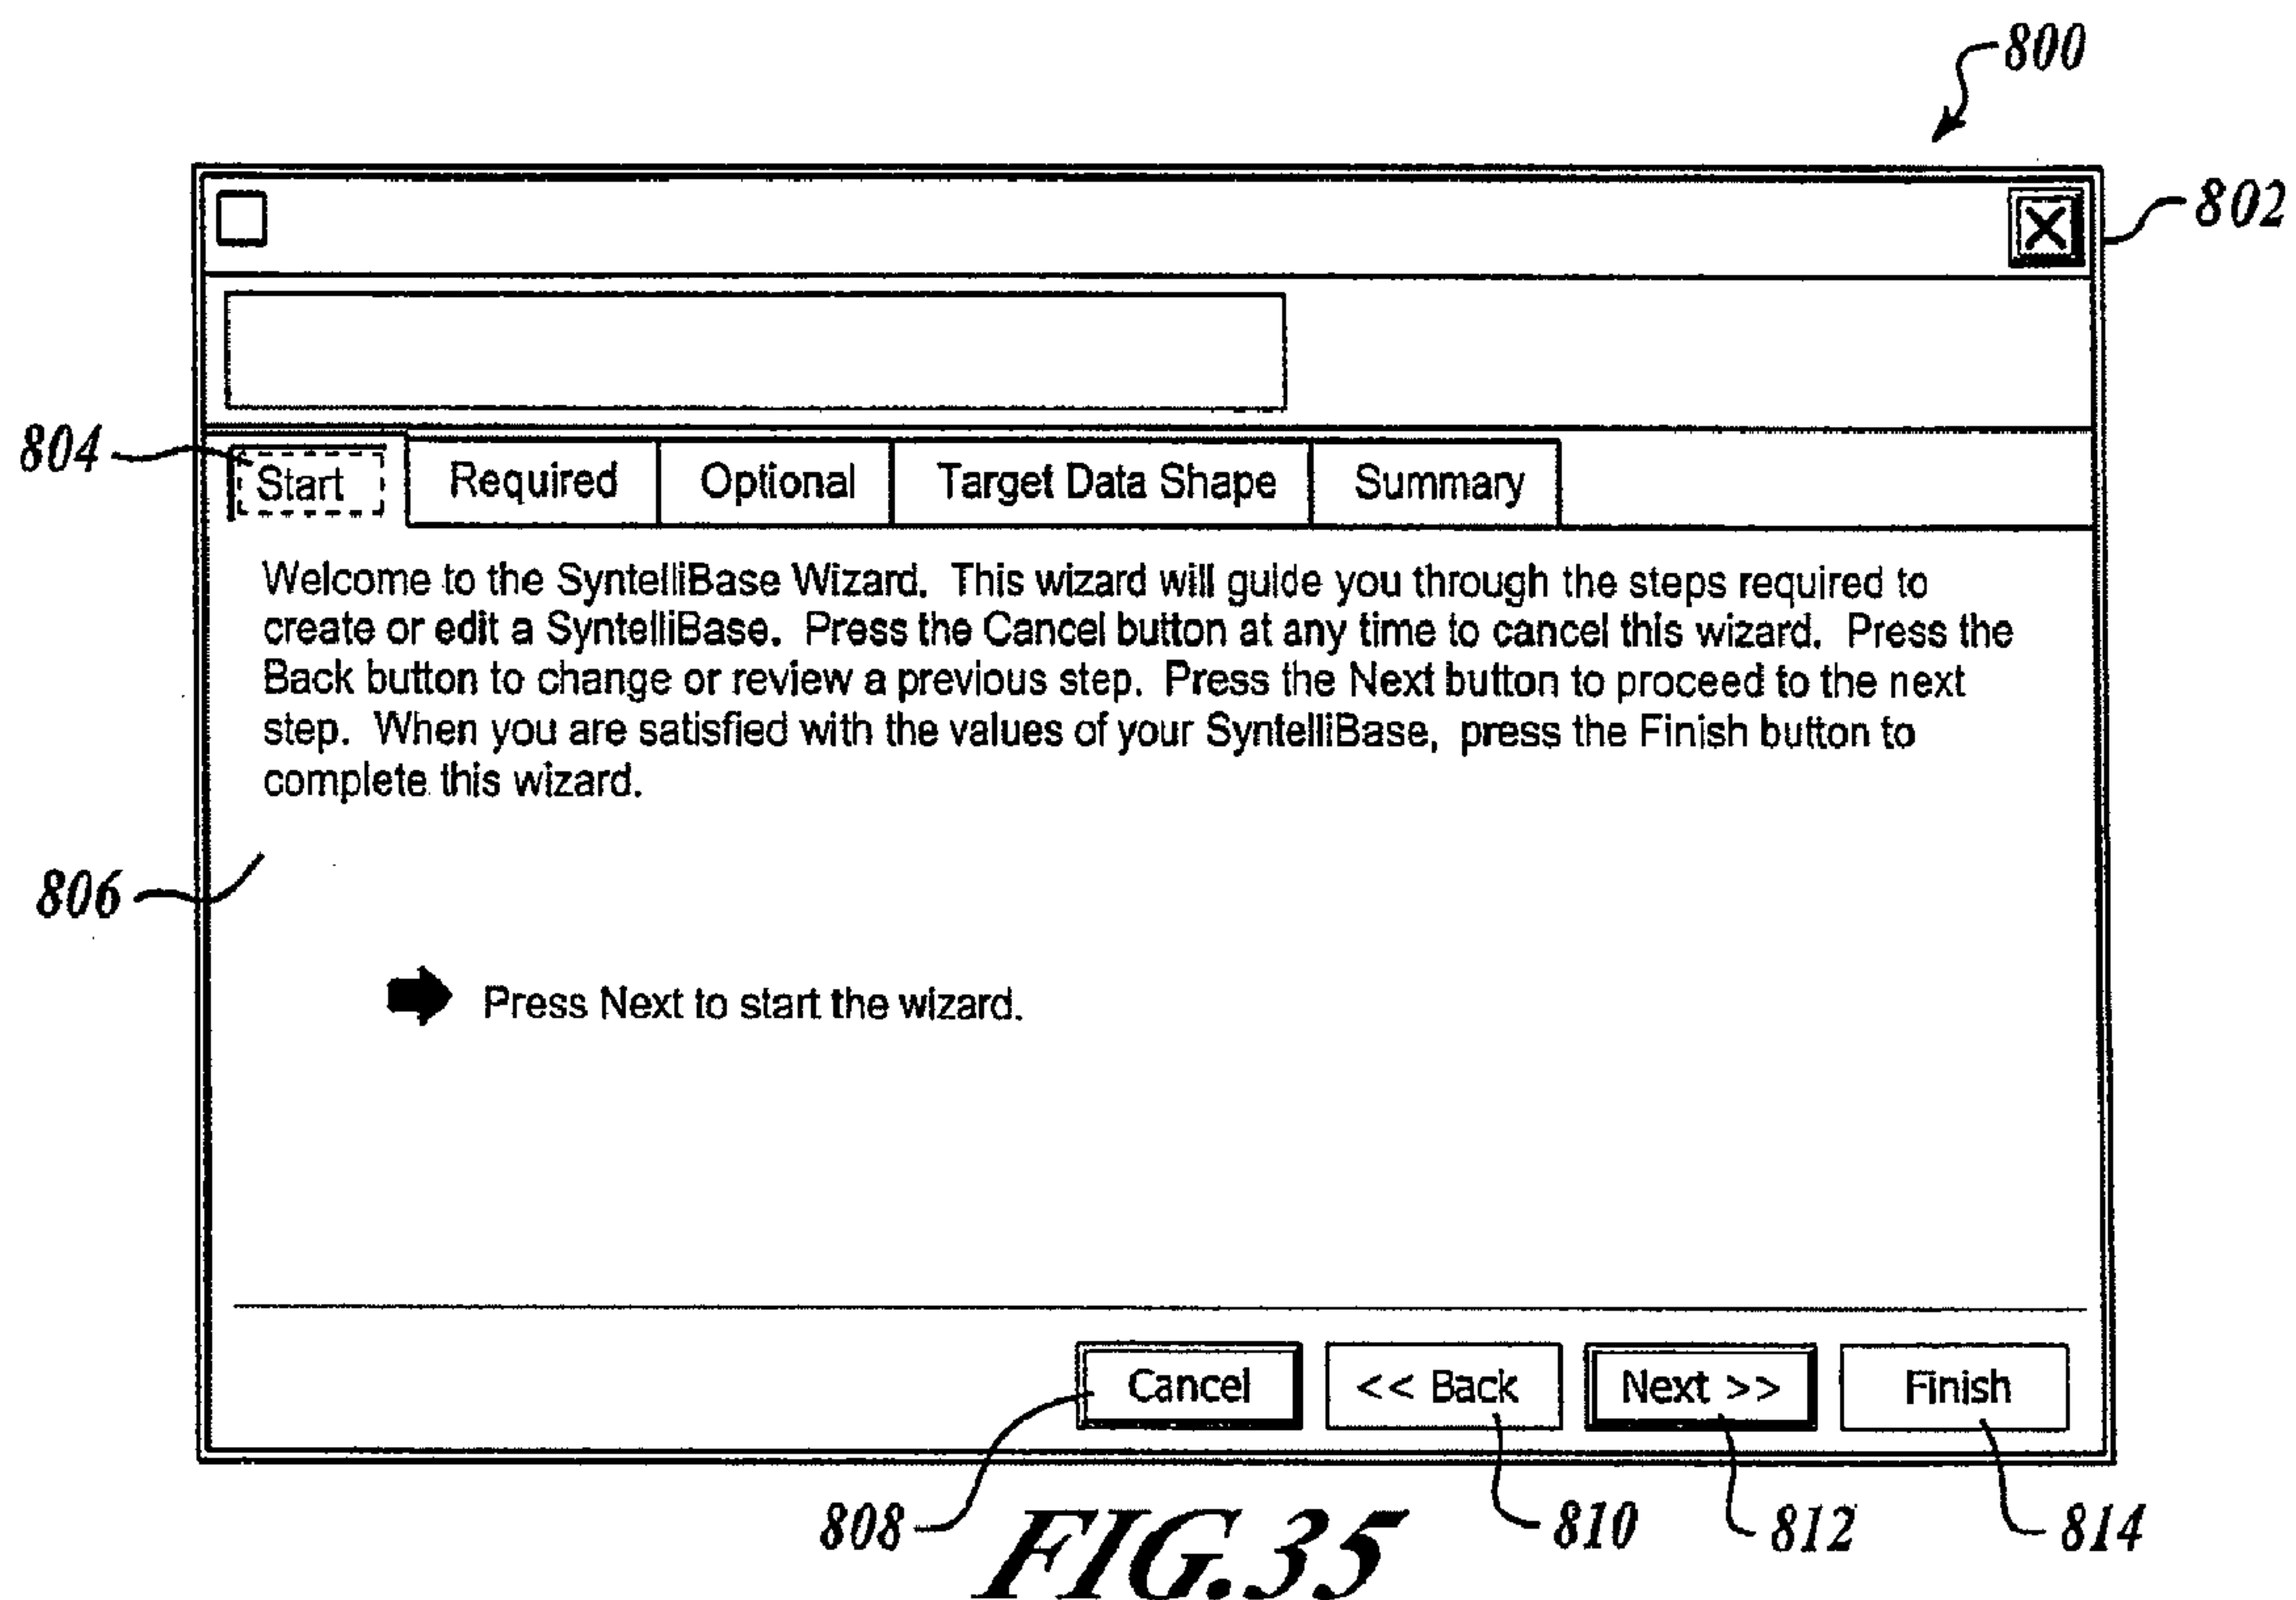 800
802
804
Start Required Optional Target Data Shape Summary
Welcome to the SyntelliBase Wizard. This wizard will guide you through the steps required to
create or edit a SyntelliBase. Press the Cancel button at any time to cancel this wizard. Press the
Back button to change or review a previous step. Press the Next button to proceed to the next
step. When you are satisfied with the values of your SyntelliBase, press the Finish button to
complete this wizard.
806
Press Next to start the wizard.
Cancel << Back Next >> Finish
808 810 812 814
FIG.35